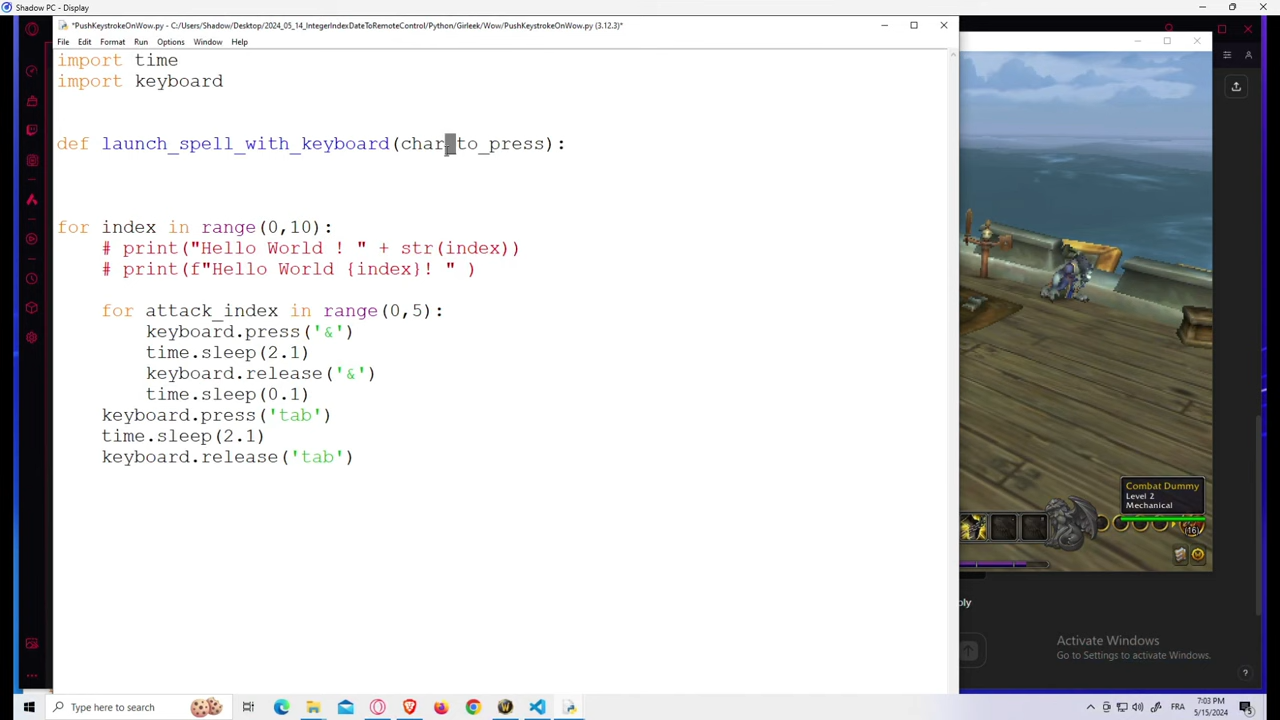 Shadow PC - Display
*PushKeystrokeOnWow.py - C:/Users/Shadow/Desktop/2024_05_14_IntegerIndexDateToRemoteControl/Python/Girleek/Wow/PushKeystrokeOnWow.py (3.12.3)*
File Edit Format Run Options Window Help
import time
import keyboard
def launch_spell_with_keyboard(char_to_press):
for index in range(0,10):
# print("Hello World ! " + str(index))
# print(f"Hello World {index}! " )
for attack_index in range(0,5):
keyboard.press('&')
time.sleep(2.1)
keyboard.release('&')
time.sleep(0.1)
keyboard.press('tab')
time.sleep(2.1)
keyboard.release('tab')
Combat Dummy
Level 2
Mechanical
(16)
ply
Activate Windows
Go to Settings to activate Windows.
Type here to search
FRA
7:03 PM
5/15/2024
5